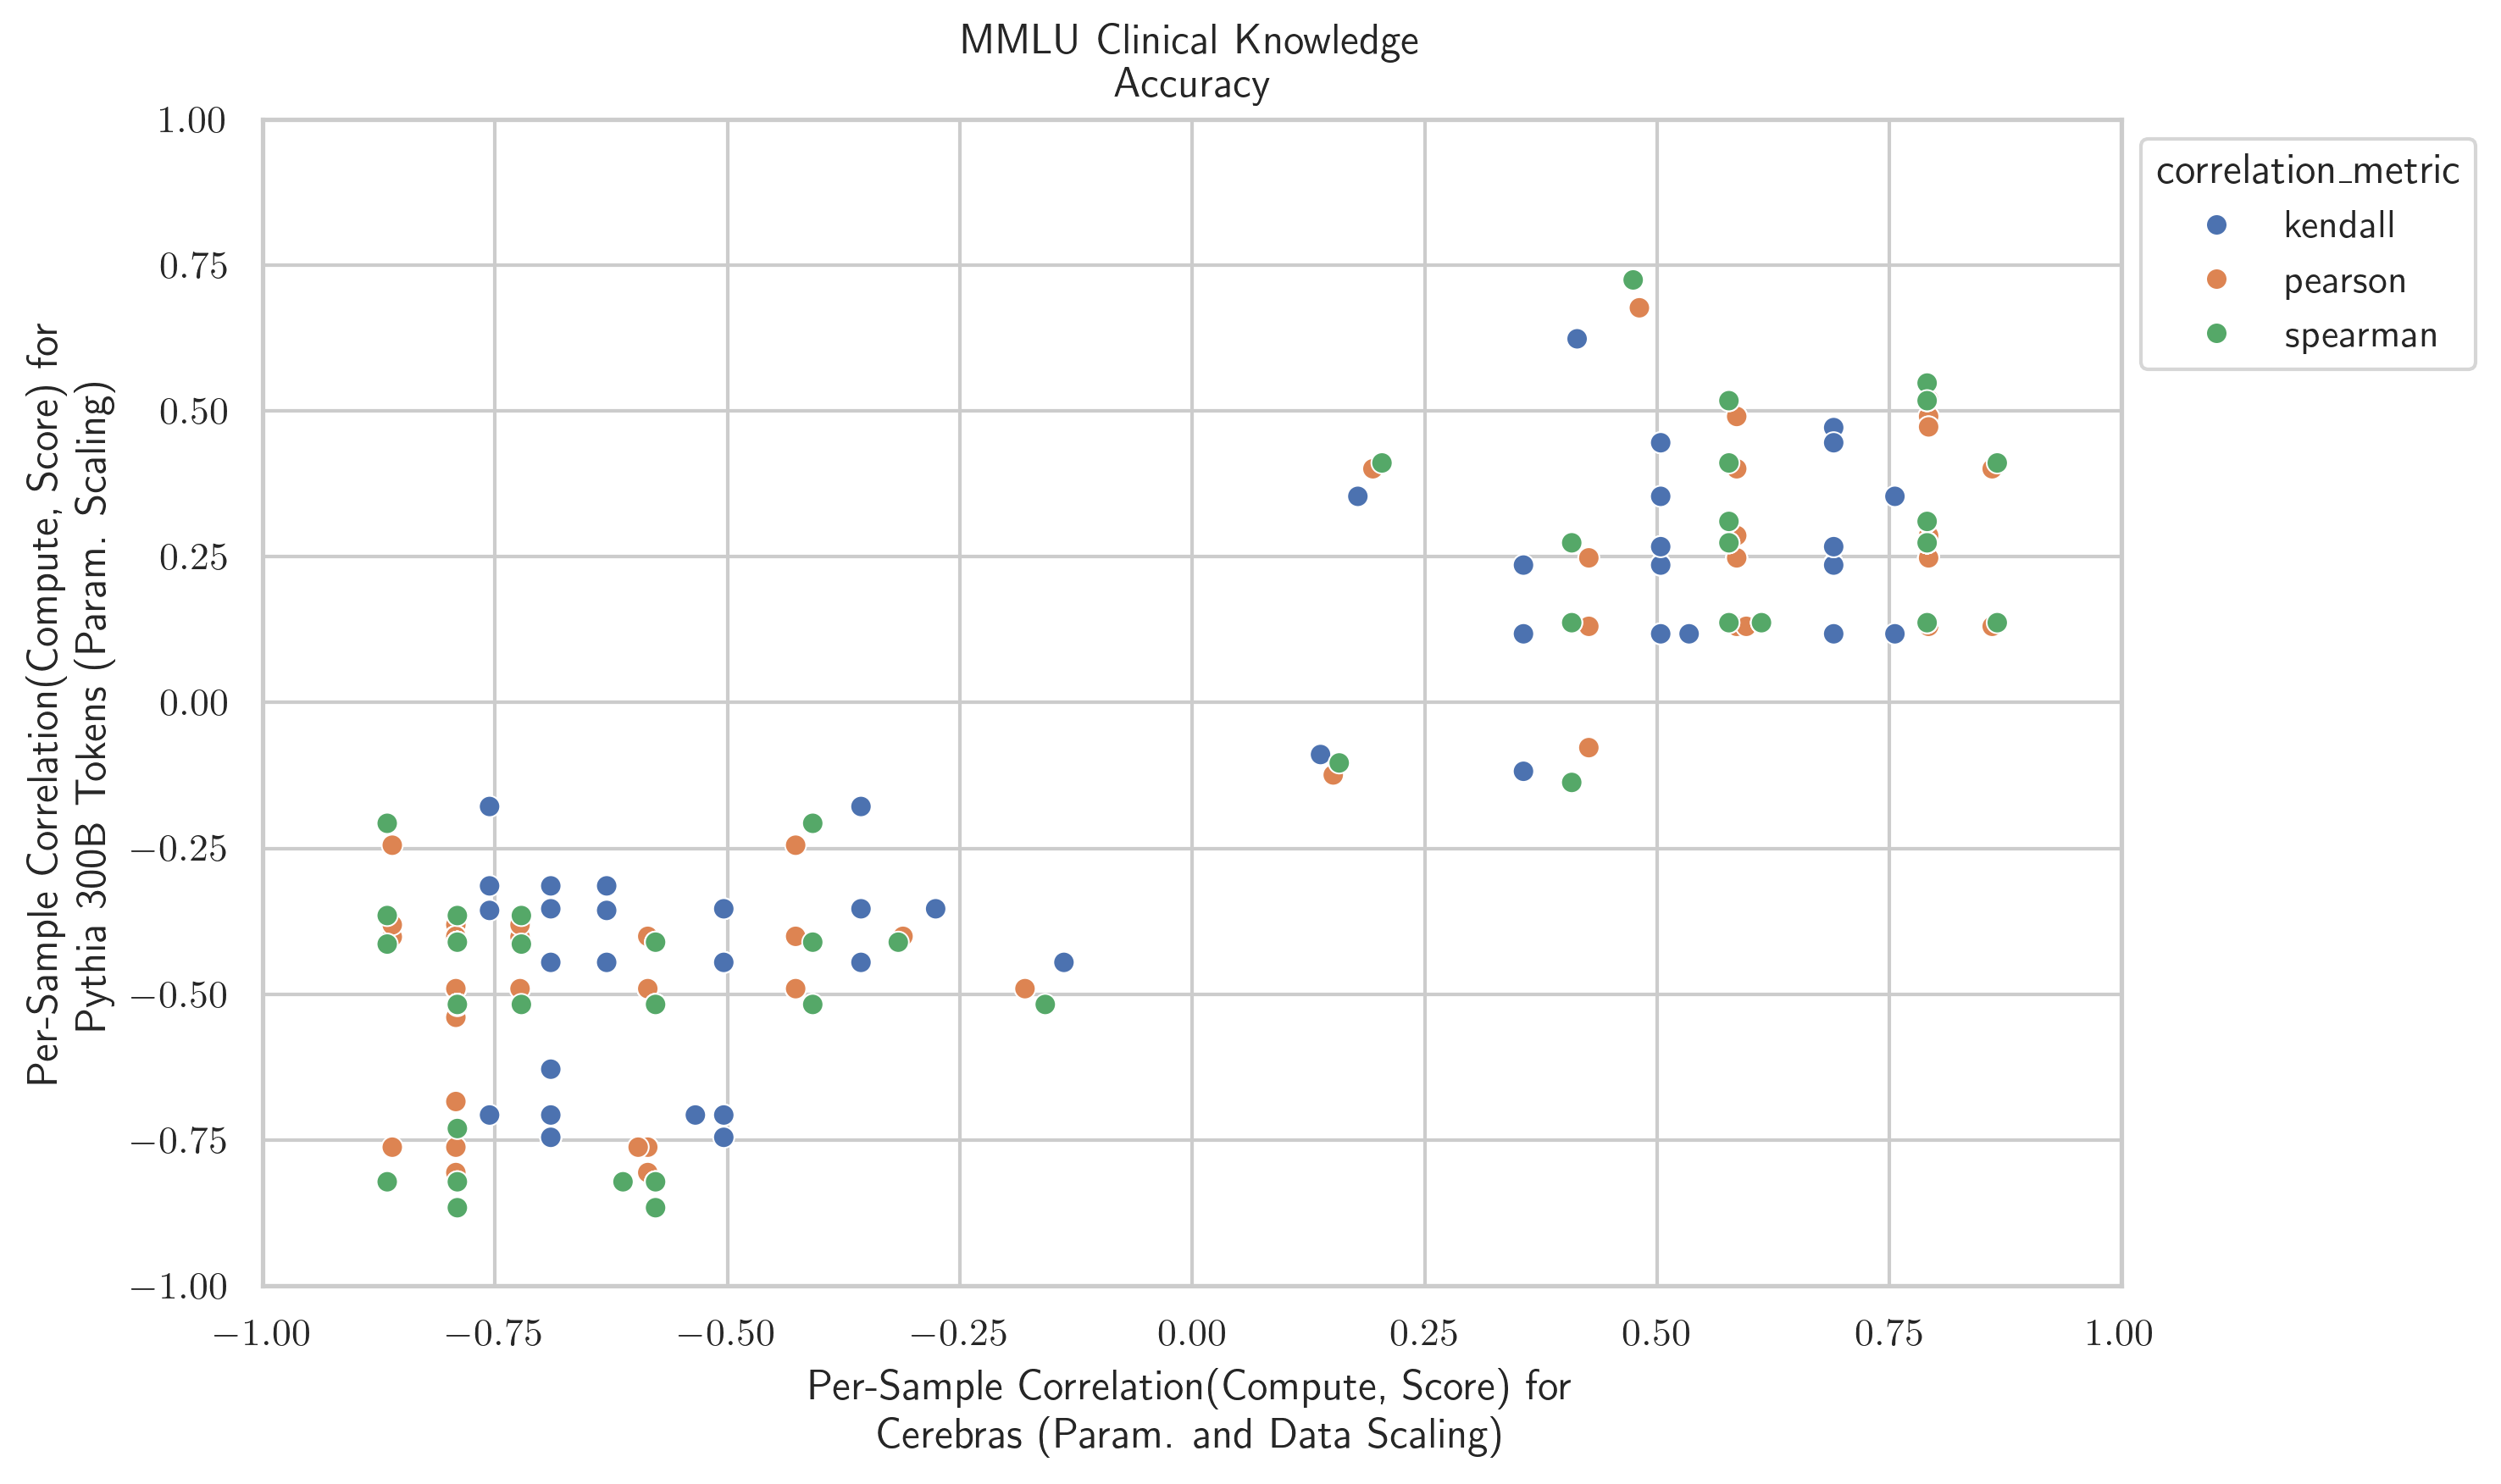 MMLU Clinical Knowledge
Accuracy
1.00
0.75
0.50
0.25
0.00
−0.25
−0.50
−0.75
−1.00
Per-Sample Correlation(Compute, Score) for
Pythia 300B Tokens (Param. Scaling)
correlation_metric
kendall
pearson
spearman
−1.00 −0.75 −0.50 −0.25 0.00 0.25 0.50 0.75 1.00
Per-Sample Correlation(Compute, Score) for
Cerebras (Param. and Data Scaling)